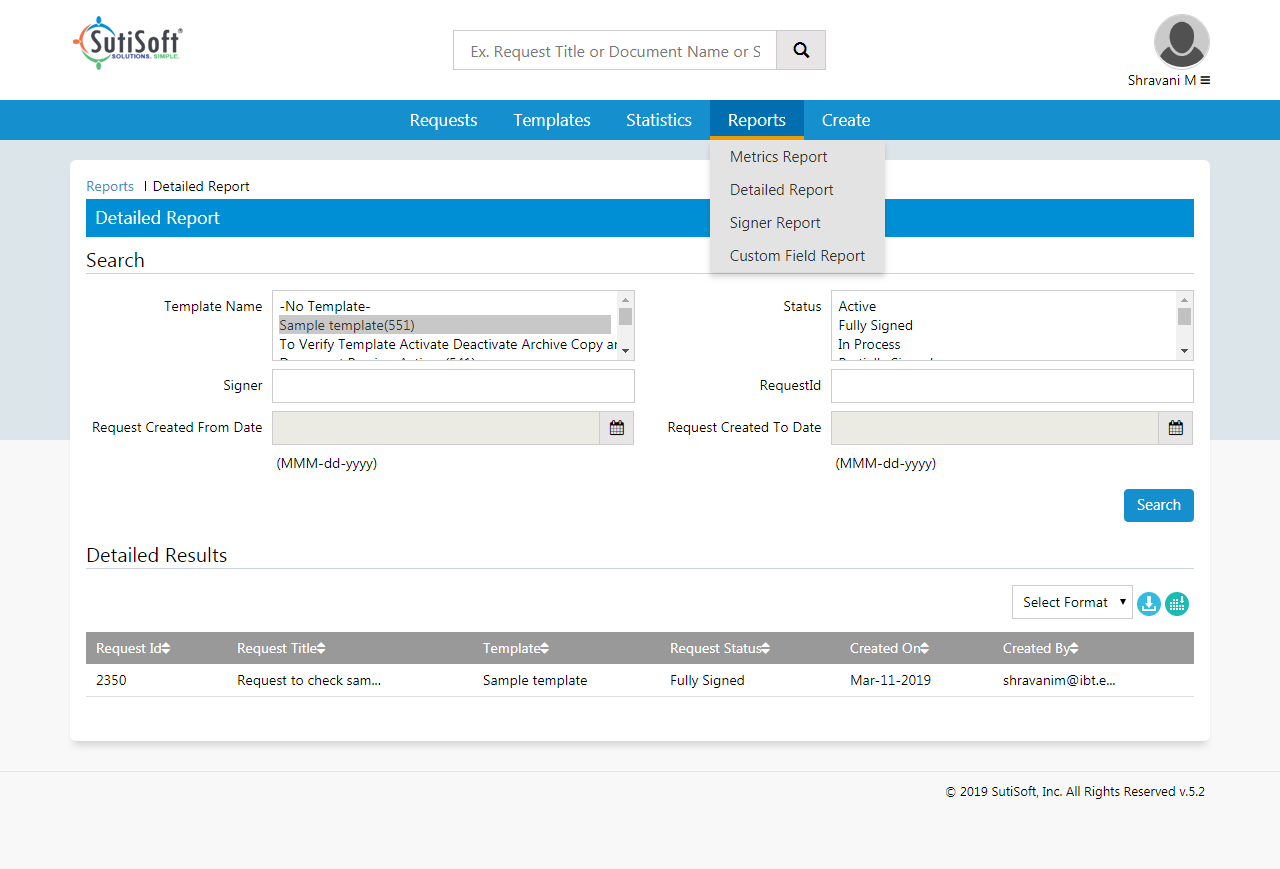 SutiSoft®
SOLUTIONS. SIMPLE.
Ex. Request Title or Document Name or S
Shravani M
Requests Templates Statistics Reports Create
Metrics Report
Detailed Report
Signer Report
Custom Field Report
Reports | Detailed Report
Detailed Report
Search
Template Name
-No Template-
Sample template(551)
To Verify Template Activate Deactivate Archive Copy an
Status
Active
Fully Signed
In Process
Signer
RequestId
Request Created From Date
Request Created To Date
(MMM-dd-yyyy)
(MMM-dd-yyyy)
Search
Detailed Results
Select Format
Request Id Request Title Template Request Status Created On Created By
2350 Request to check sam... Sample template Fully Signed Mar-11-2019 shravanim@ibt.e...
© 2019 SutiSoft, Inc. All Rights Reserved v.5.2